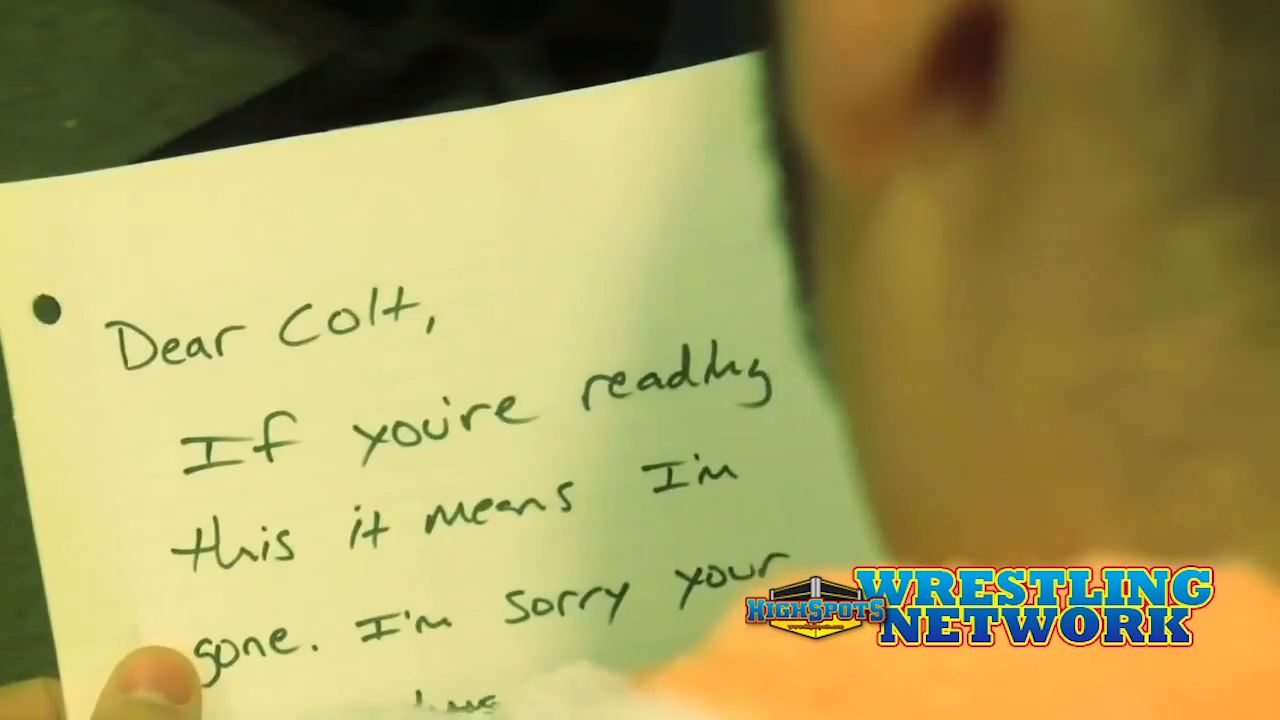 Dear Colt,
If you're reading
this it means I'm
gone. I'm sorry your
HIGHSPOTS
WRESTLING
NETWORK